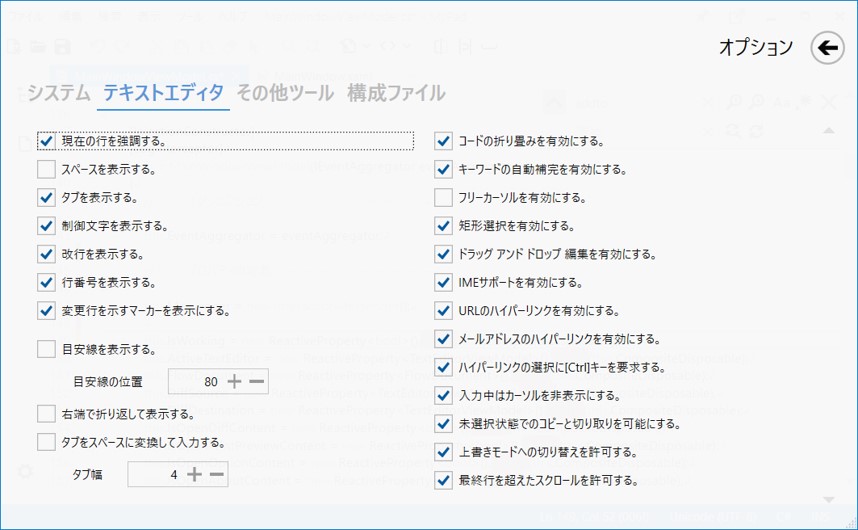 オプション
システム テキストエディタ その他ツール 構成ファイル
現在の行を強調する。
スペースを表示する。
タブを表示する。
制御文字を表示する。
改行を表示する。
行番号を表示する。
変更行を示すマーカーを表示にする。
目安線を表示する。
目安線の位置 80
右端で折り返して表示する。
タブをスペースに変換して入力する。
タブ幅 4
コードの折り畳みを有効にする。
キーワードの自動補完を有効にする。
フリーカーソルを有効にする。
矩形選択を有効にする。
ドラッグ アンド ドロップ 編集を有効にする。
IMEサポートを有効にする。
URLのハイパーリンクを有効にする。
メールアドレスのハイパーリンクを有効にする。
ハイパーリンクの選択に[Ctrl]キーを要求する。
入力中はカーソルを非表示にする。
未選択状態でのコピーと切り取りを可能にする。
上書きモードへの切り替えを許可する。
最終行を超えたスクロールを許可する。